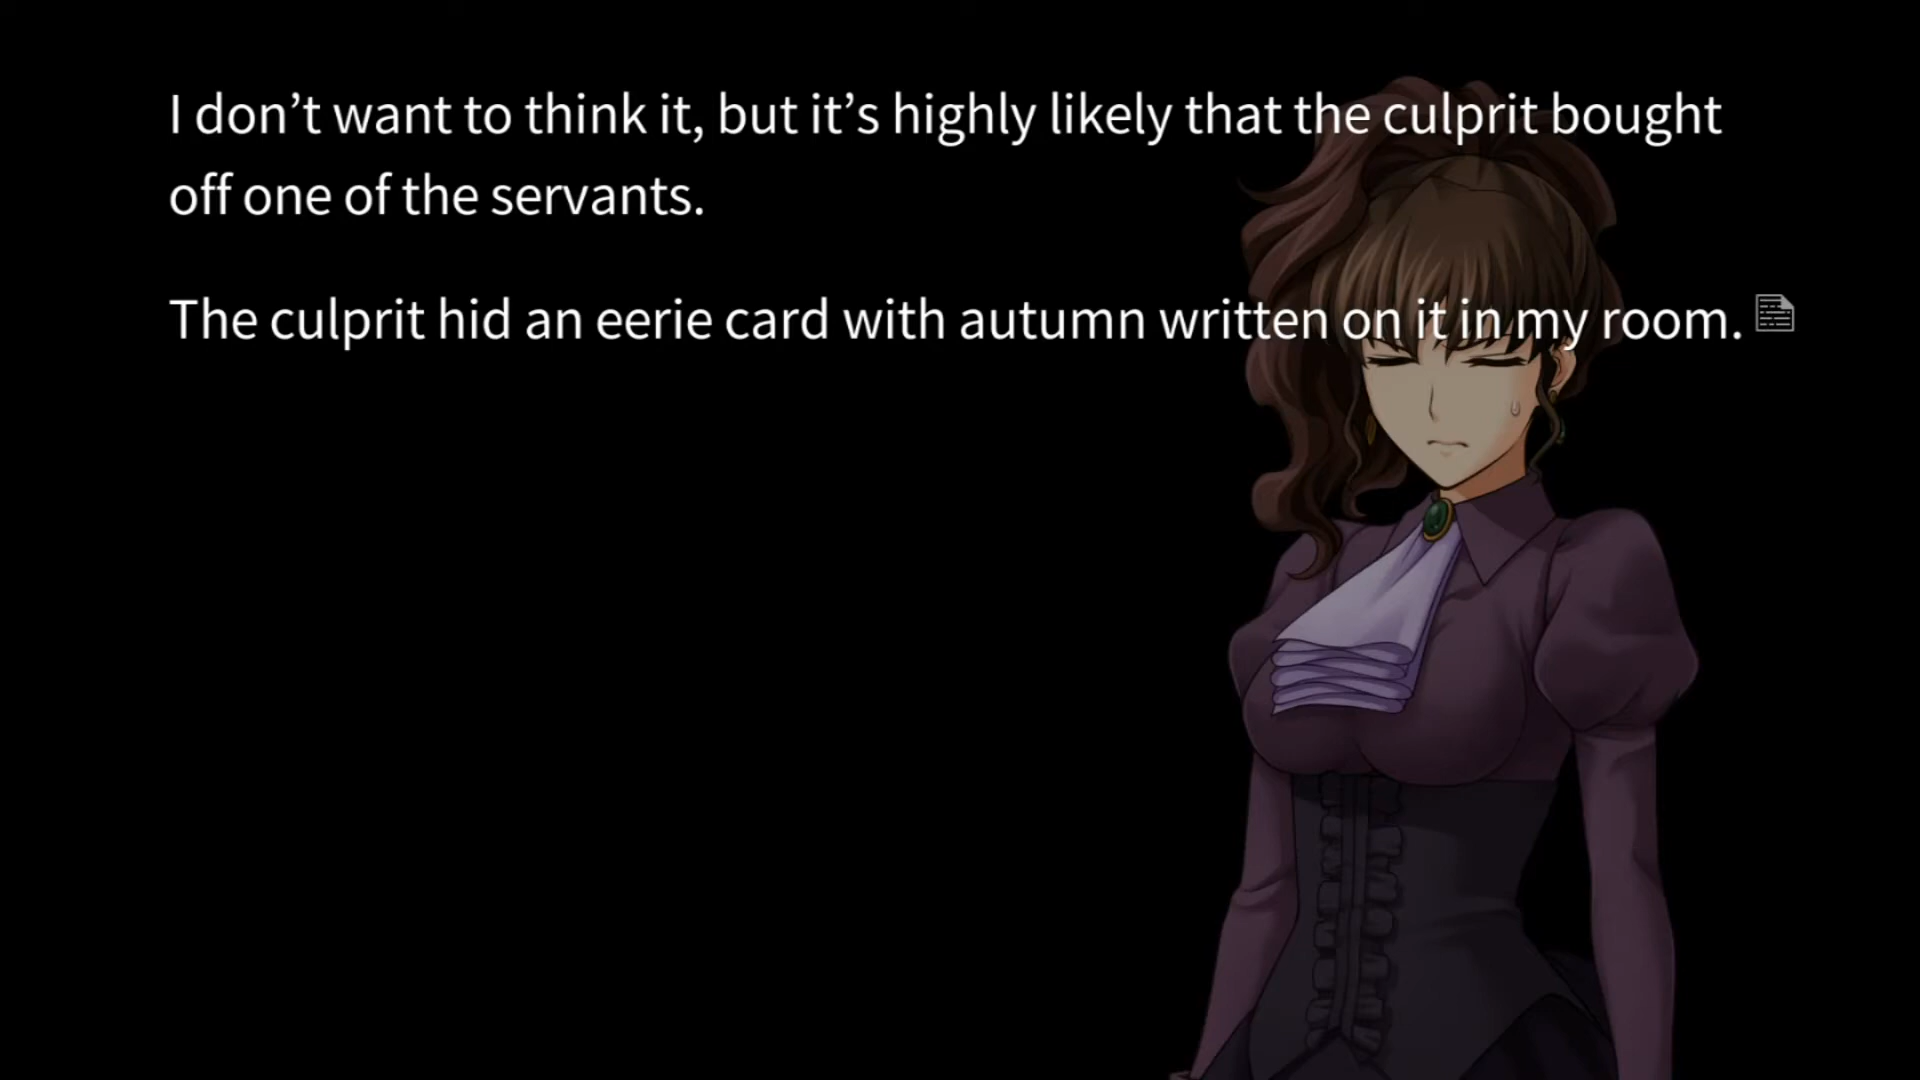 I don’t want to think it, but it’s highly likely that the culprit bought
off one of the servants.
The culprit hid an eerie card with autumn written on it in my room.